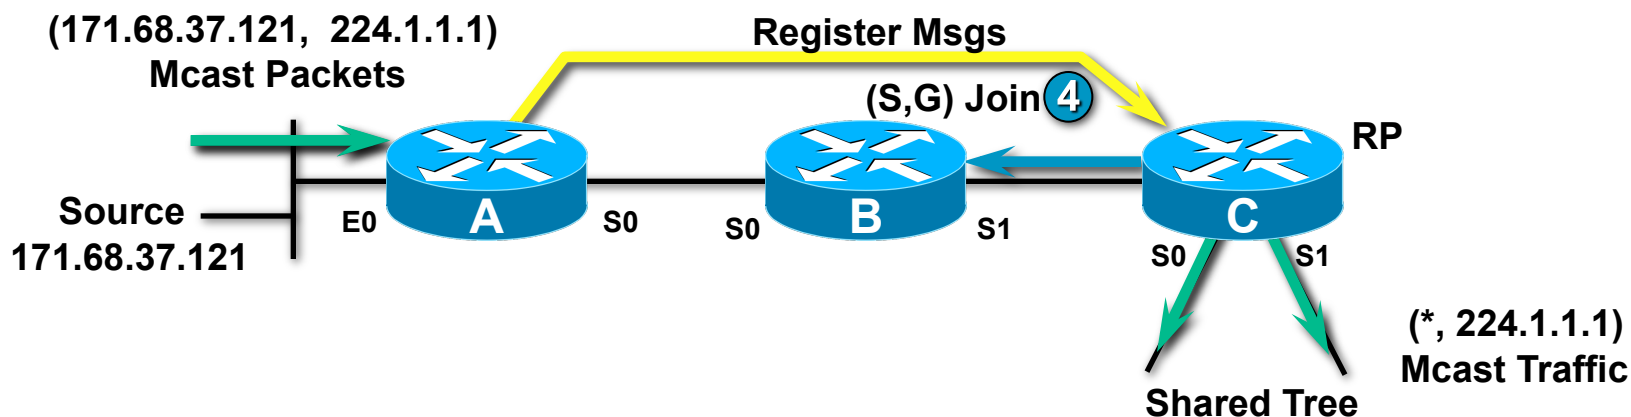 (171.68.37.121, 224.1.1.1)
Mcast Packets
Register Msgs
(S,G) Join 4
RP
Source
171.68.37.121
E0
A
S0
S0
B
S1
C
S0
S1
(*, 224.1.1.1)
Mcast Traffic
Shared Tree